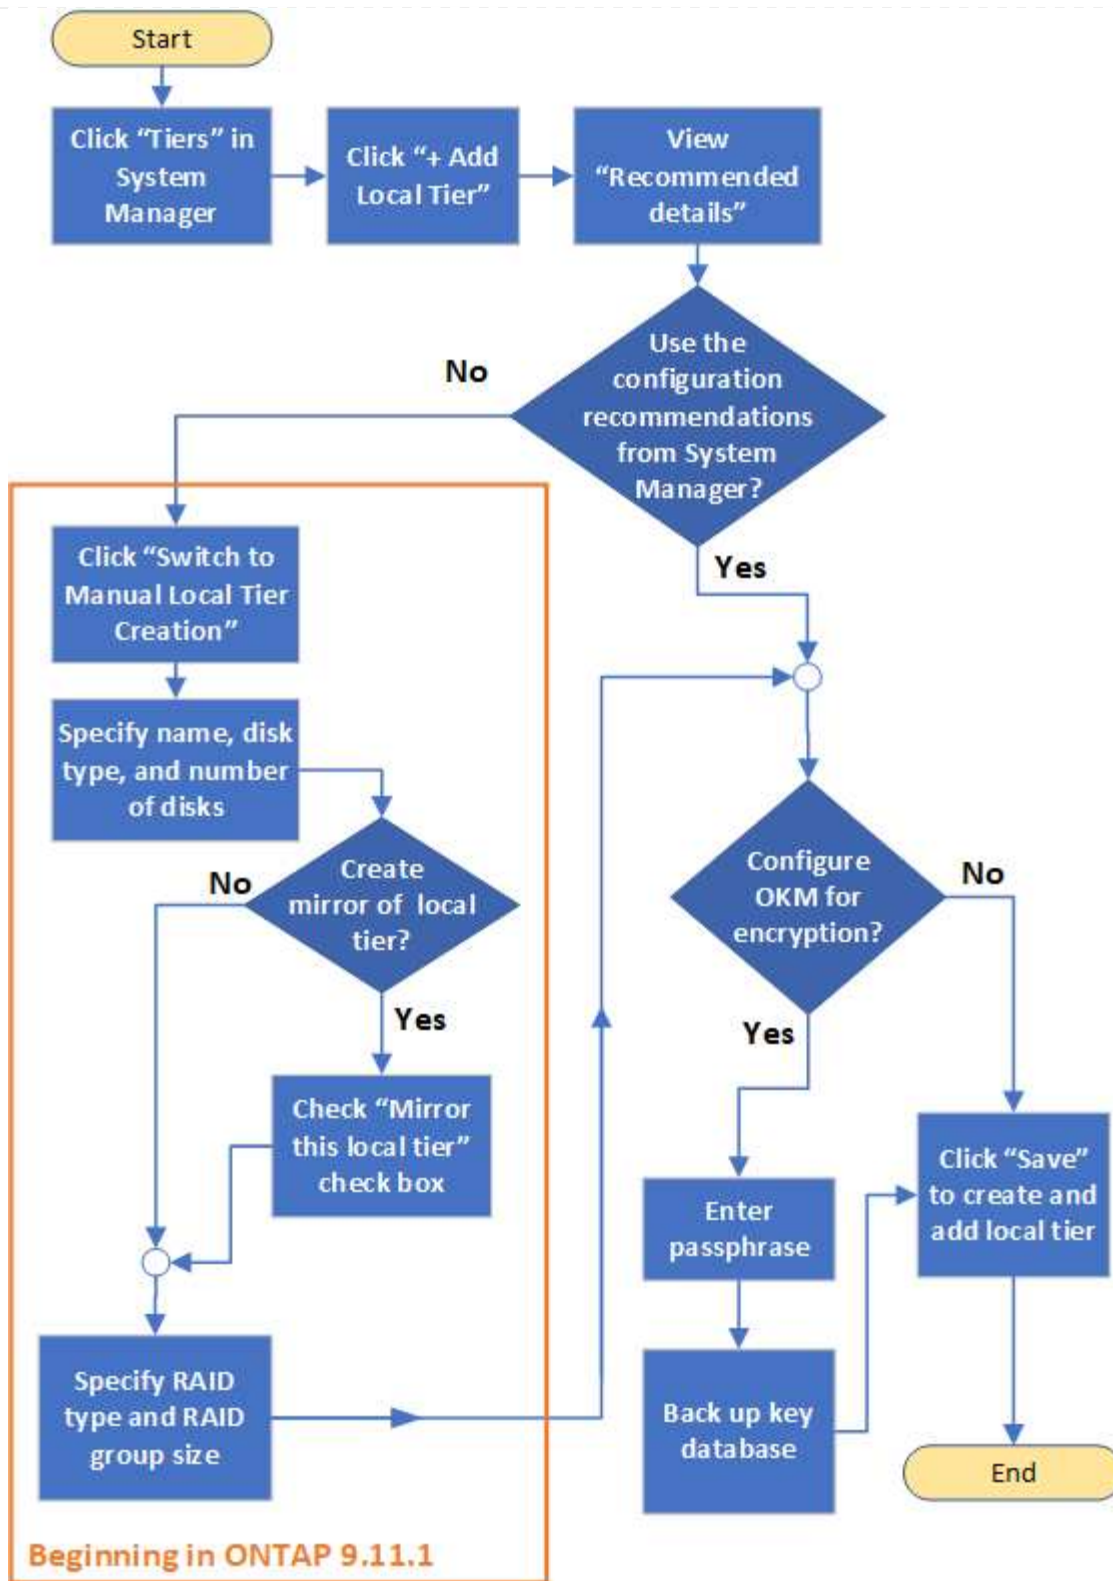 Start
Click “Tiers” in
System
Manager
Click “+ Add
Local Tier”
View
“Recommended
details”
Use the
configuration
recommendations
from System
Manager?
No
Yes
Click “Switch to
Manual Local Tier
Creation”
Specify name, disk
type, and number
of disks
Create
mirror of local
tier?
No
Yes
Check “Mirror
this local tier”
check box
Specify RAID
type and RAID
group size
Beginning in ONTAP 9.11.1
Configure
OKM for
encryption?
No
Yes
Enter
passphrase
Back up key
database
Click “Save”
to create and
add local tier
End